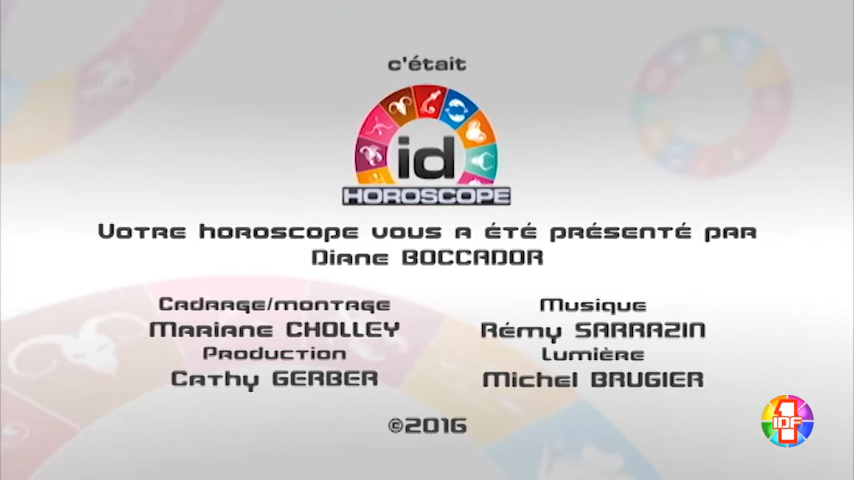 c'était
id
HOROSCOPE
Votre horoscope vous a été présenté par
Diane BOCCADOR
Cadrage/montage
Mariane CHOLLEY
Production
Cathy GERBER
Musique
Rémy SARRAZIN
Lumière
Michel BRUGIER
©2016
IDF
1